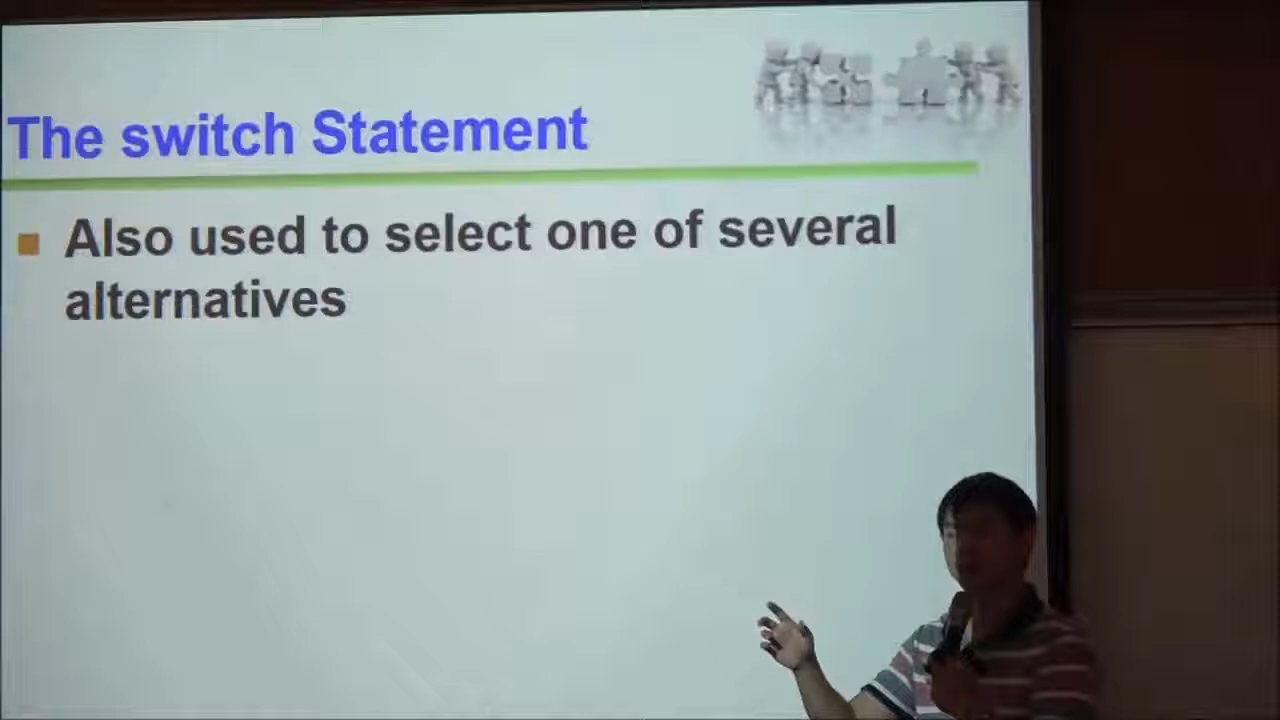 The switch Statement
Also used to select one of several
alternatives